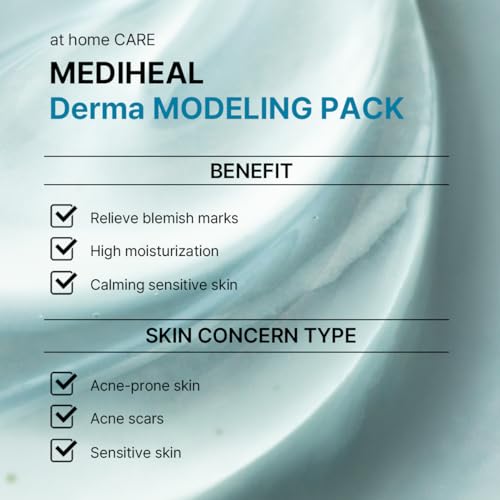 at home CARE
MEDIHEAL
Derma MODELING PACK
BENEFIT
Relieve blemish marks
High moisturization
Calming sensitive skin
SKIN CONCERN TYPE
Acne-prone skin
Acne scars
Sensitive skin